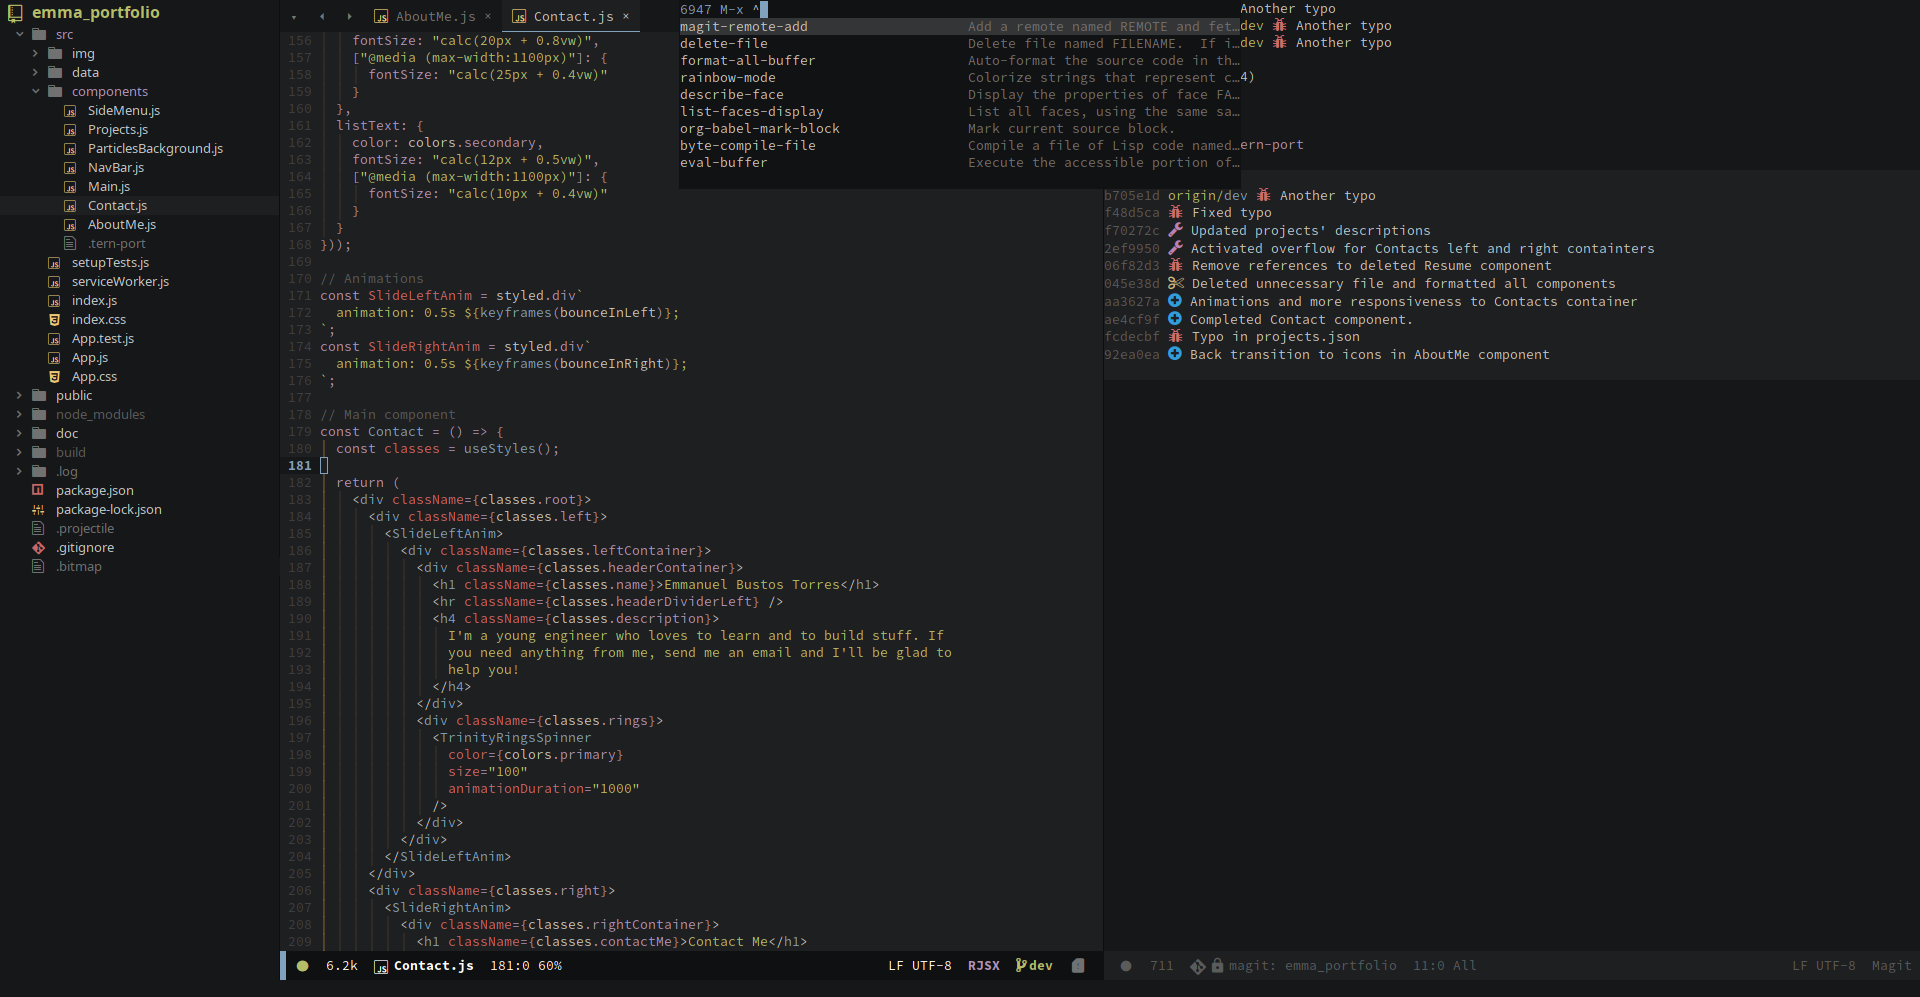 emma_portfolio
src
img
data
components
SideMenu.js
Projects.js
ParticlesBackground.js
NavBar.js
Main.js
Contact.js
AboutMe.js
.tern-port
setupTests.js
serviceWorker.js
index.js
index.css
App.test.js
App.js
App.css
public
node_modules
doc
build
.log
package.json
package-lock.json
.projectile
.gitignore
.bitmap
AboutMe.js ×
Contact.js ×
156 fontSize: "calc(20px + 0.8vw)",
157 ["@media (max-width:1100px)"]: {
158 fontSize: "calc(25px + 0.4vw)"
159 }
160 },
161 listText: {
162 color: colors.secondary,
163 fontSize: "calc(12px + 0.5vw)",
164 ["@media (max-width:1100px)"]: {
165 fontSize: "calc(10px + 0.4vw)"
166 }
167 }
168 }));
169
170 // Animations
171 const SlideLeftAnim = styled.div`
172 animation: 0.5s ${keyframes(bounceInLeft)};
173 `;
174 const SlideRightAnim = styled.div`
175 animation: 0.5s ${keyframes(bounceInRight)};
176 `;
177
178 // Main component
179 const Contact = () => {
180 const classes = useStyles();
181
182 return (
183 <div className={classes.root}>
184 <div className={classes.left}>
185 <SlideLeftAnim>
186 <div className={classes.leftContainer}>
187 <div className={classes.headerContainer}>
188 <h1 className={classes.name}>Emmanuel Bustos Torres</h1>
189 <hr className={classes.headerDividerLeft} />
190 <h4 className={classes.description}>
191 I'm a young engineer who loves to learn and to build stuff. If
192 you need anything from me, send me an email and I'll be glad to
193 help you!
194 </h4>
195 </div>
196 <div className={classes.rings}>
197 <TrinityRingsSpinner
198 color={colors.primary}
199 size="100"
200 animationDuration="1000"
201 />
202 </div>
203 </div>
204 </SlideLeftAnim>
205 </div>
206 <div className={classes.right}>
207 <SlideRightAnim>
208 <div className={classes.rightContainer}>
209 <h1 className={classes.contactMe}>Contact Me</h1>
6.2k Contact.js 181:0 60% LF UTF-8 RJSX dev
6947 M-x ^
magit-remote-add Add a remote named REMOTE and fet…
delete-file Delete file named FILENAME. If i…
format-all-buffer Auto-format the source code in th…
rainbow-mode Colorize strings that represent c…
describe-face Display the properties of face FA…
list-faces-display List all faces, using the same sa…
org-babel-mark-block Mark current source block.
byte-compile-file Compile a file of Lisp code named…
eval-buffer Execute the accessible portion of…
Another typo
dev Another typo
dev Another typo
4)
ern-port
b705e1d origin/dev Another typo
f48d5ca Fixed typo
f70272c Updated projects' descriptions
2ef9950 Activated overflow for Contacts left and right containters
06f82d3 Remove references to deleted Resume component
045e38d Deleted unnecessary file and formatted all components
aa3627a Animations and more responsiveness to Contacts container
ae4cf9f Completed Contact component.
fcdecbf Typo in projects.json
92ea0ea Back transition to icons in AboutMe component
711 magit: emma_portfolio 11:0 All LF UTF-8 Magit